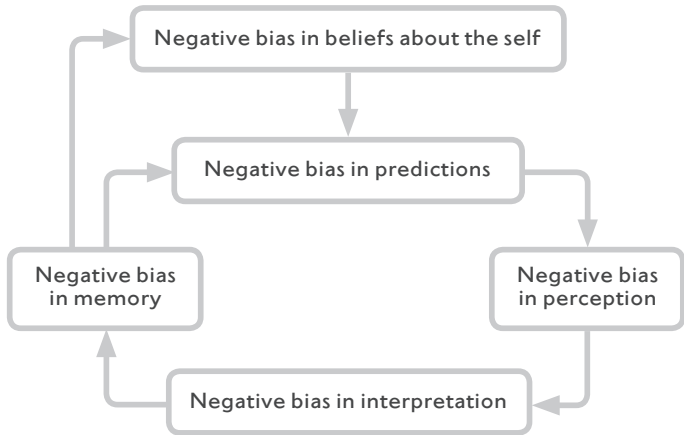 Negative bias in beliefs about the self
Negative bias in predictions
Negative bias
in memory
Negative bias
in perception
Negative bias in interpretation